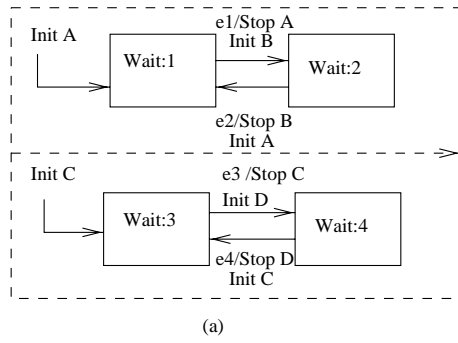 e1/Stop A
Init A
Init B
Wait:1
Wait:2
e2/Stop B
Init A
Init C
e3 /Stop C
Init D
Wait:3
Wait:4
e4/Stop D
Init C
(a)